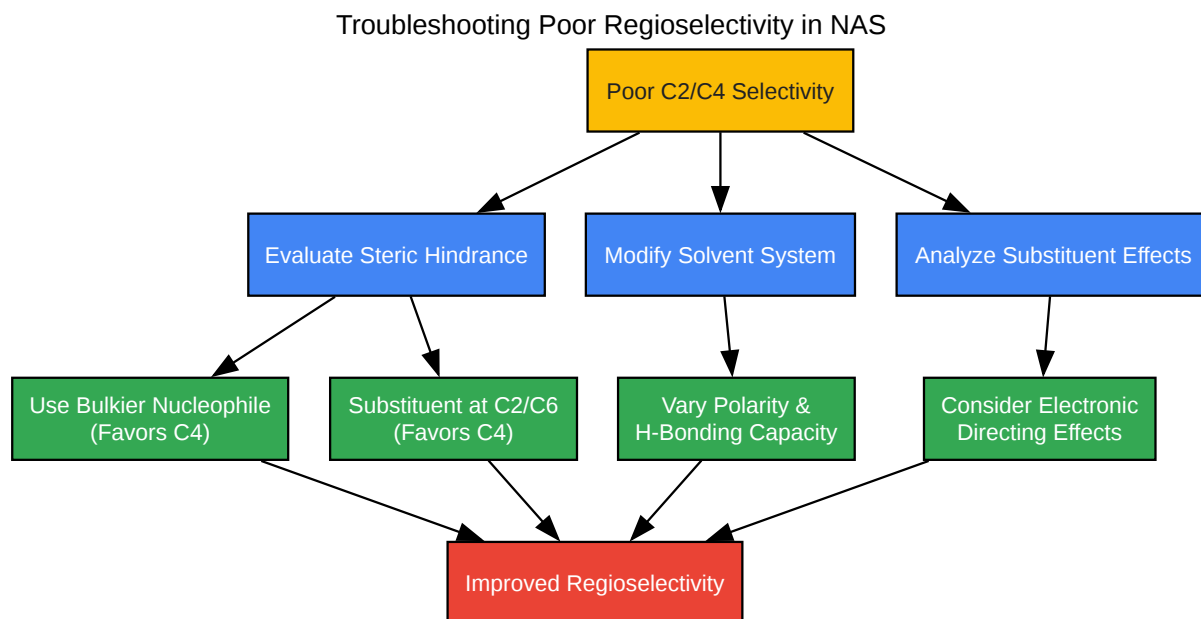 Troubleshooting Poor Regioselectivity in NAS
Poor C2/C4 Selectivity
Evaluate Steric Hindrance
Modify Solvent System
Analyze Substituent Effects
Use Bulkier Nucleophile
(Favors C4)
Substituent at C2/C6
(Favors C4)
Vary Polarity &
H-Bonding Capacity
Consider Electronic
Directing Effects
Improved Regioselectivity